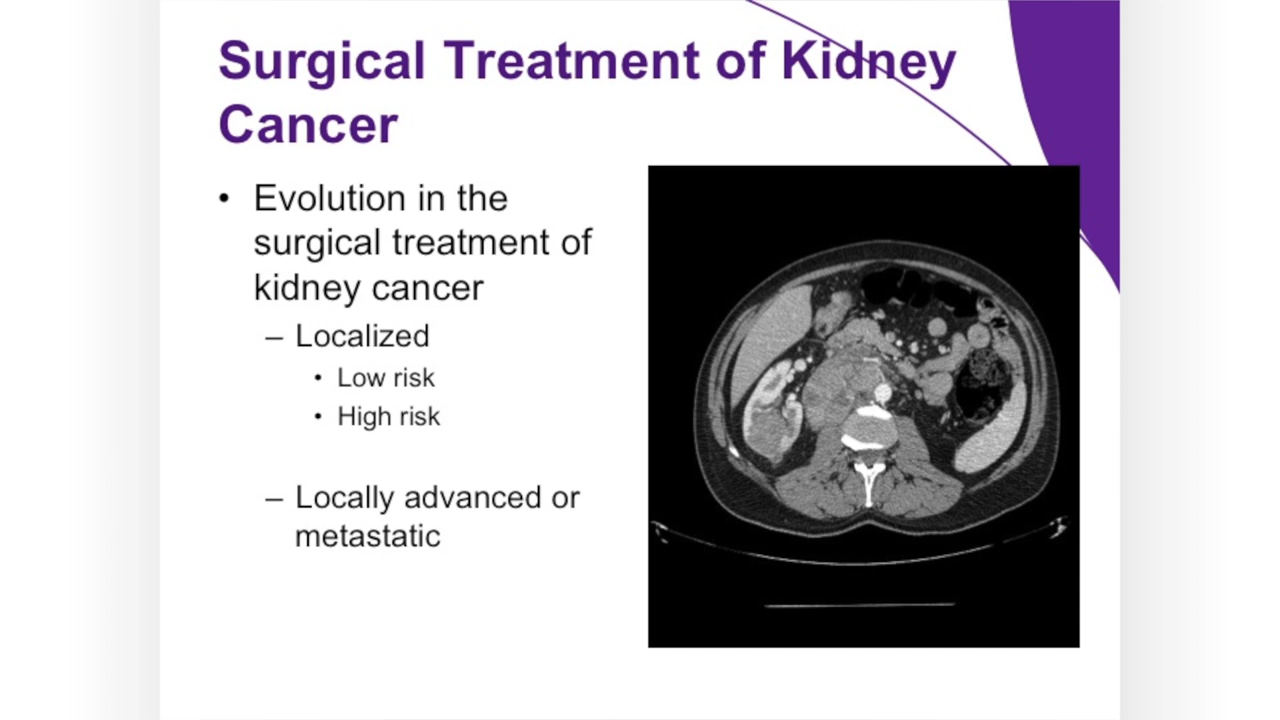 Surgical Treatment of Kidney
Cancer
• Evolution in the
surgical treatment of
kidney cancer
– Localized
• Low risk
• High risk
– Locally advanced or
metastatic